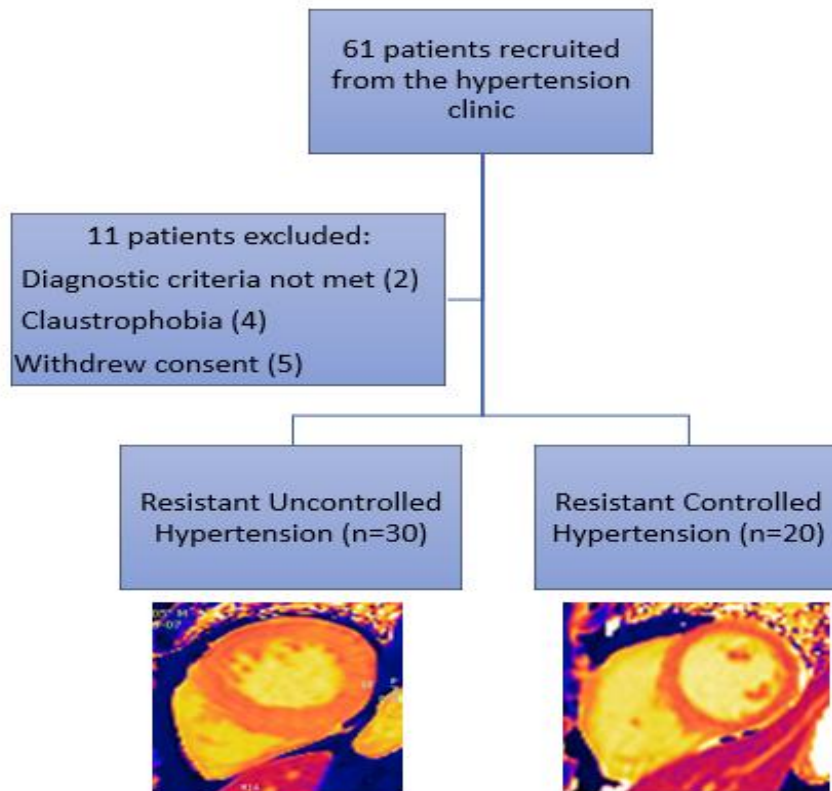 61 patients recruited
from the hypertension
clinic
11 patients excluded:
Diagnostic criteria not met (2)
Claustrophobia (4)
Withdrew consent (5)
Resistant Uncontrolled
Hypertension (n=30)
Resistant Controlled
Hypertension (n=20)